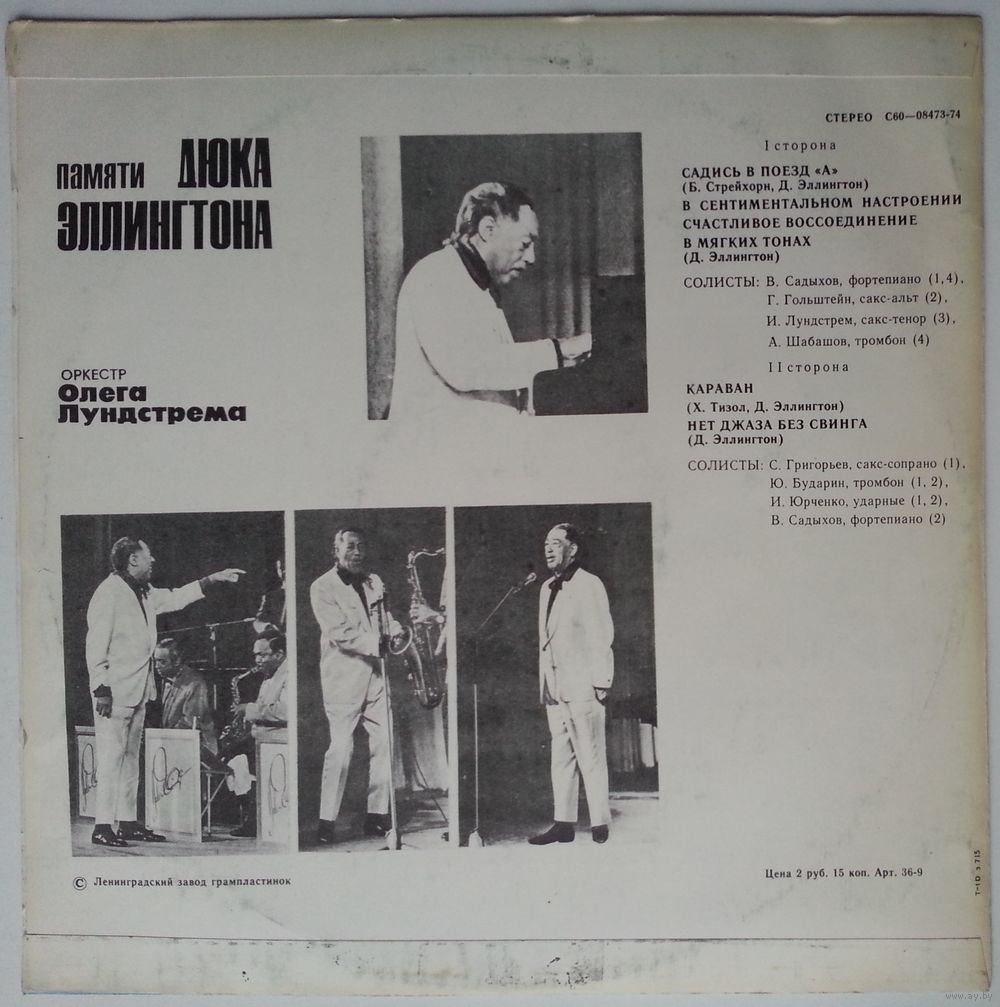 памяти ДЮКА
ЭЛЛИНГТОНА
ОРКЕСТР
Олега
Лундстрема
СТЕРЕО С60—08473-74
I сторона
САДИСЬ В ПОЕЗД «А»
(Б. Стрейхорн, Д. Эллингтон)
В СЕНТИМЕНТАЛЬНОМ НАСТРОЕНИИ
СЧАСТЛИВОЕ ВОССОЕДИНЕНИЕ
В МЯГКИХ ТОНАХ
(Д. Эллингтон)
СОЛИСТЫ: В. Садыхов, фортепиано (1,4),
Г. Гольштейн, сакс-альт (2),
И. Лундстрем, сакс-тенор (3),
А. Шабашов, тромбон (4)
II сторона
КАРАВАН
(Х. Тизол, Д. Эллингтон)
НЕТ ДЖАЗА БЕЗ СВИНГА
(Д. Эллингтон)
СОЛИСТЫ: С. Григорьев, сакс-сопрано (1),
Ю. Бударин, тромбон (1, 2),
И. Юрченко, ударные (1, 2),
В. Садыхов, фортепиано (2)
© Ленинградский завод грампластинок
Цена 2 руб. 15 коп. Арт. 36-9
www.ay.by